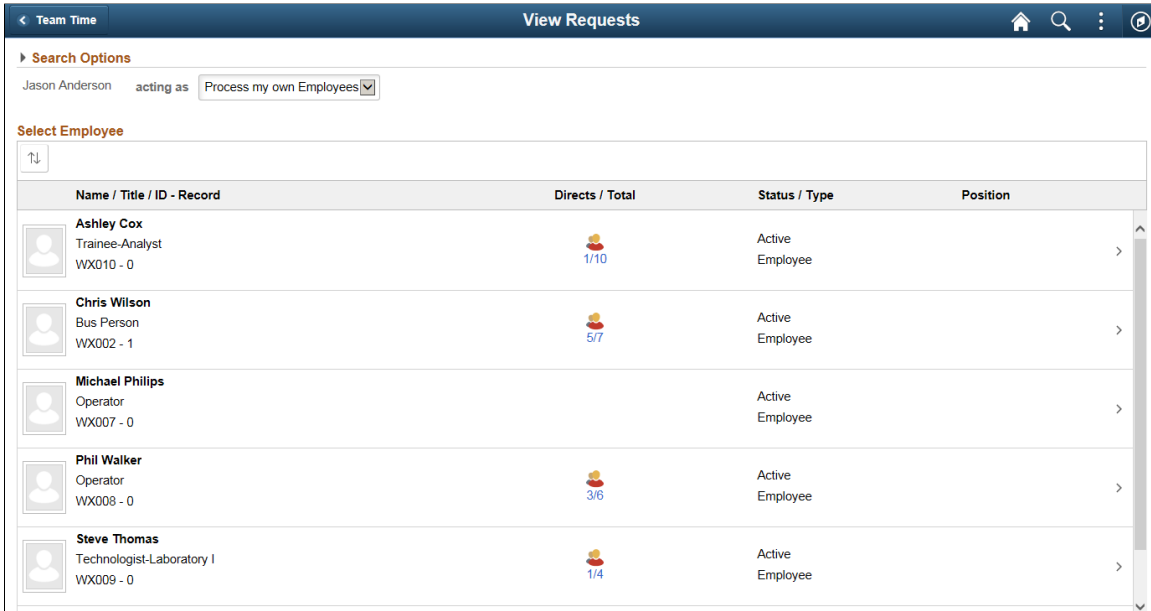 Team Time
View Requests
Search Options
Jason Anderson acting as Process my own Employees
Select Employee
Name / Title / ID - Record Directs / Total Status / Type Position
Ashley Cox
Trainee-Analyst
WX010 - 0
1/10
Active
Employee
Chris Wilson
Bus Person
WX002 - 1
5/7
Active
Employee
Michael Philips
Operator
WX007 - 0
Active
Employee
Phil Walker
Operator
WX008 - 0
3/6
Active
Employee
Steve Thomas
Technologist-Laboratory I
WX009 - 0
1/4
Active
Employee